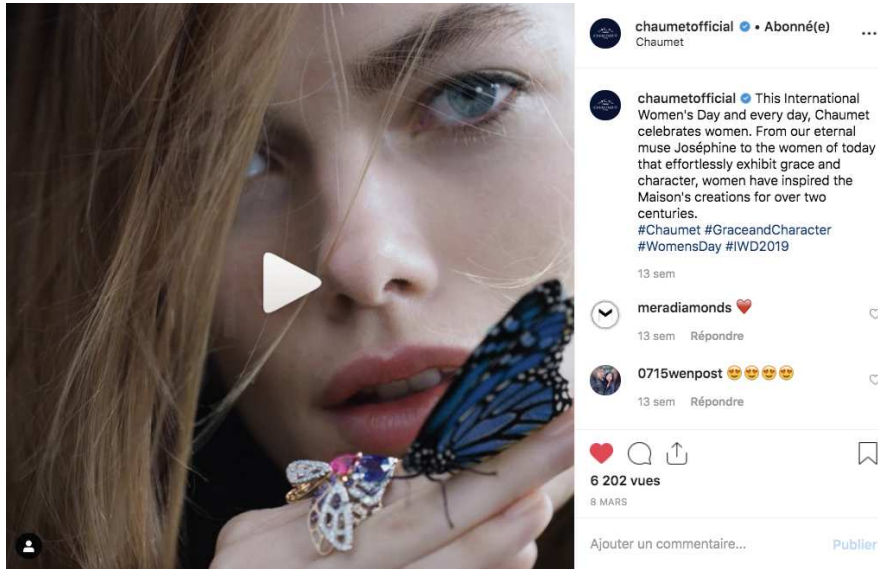 chaumetofficial • Abonné(e)
Chaumet
chaumetofficial This International
Women's Day and every day, Chaumet
celebrates women. From our eternal
muse Joséphine to the women of today
that effortlessly exhibit grace and
character, women have inspired the
Maison's creations for over two
centuries.
#Chaumet #GraceandCharacter
#WomensDay #IWD2019
13 sem
meradiamonds ❤️
13 sem Répondre
0715wenpost 😍😍😍😍
13 sem Répondre
6 202 vues
8 MARS
Ajouter un commentaire... Publier